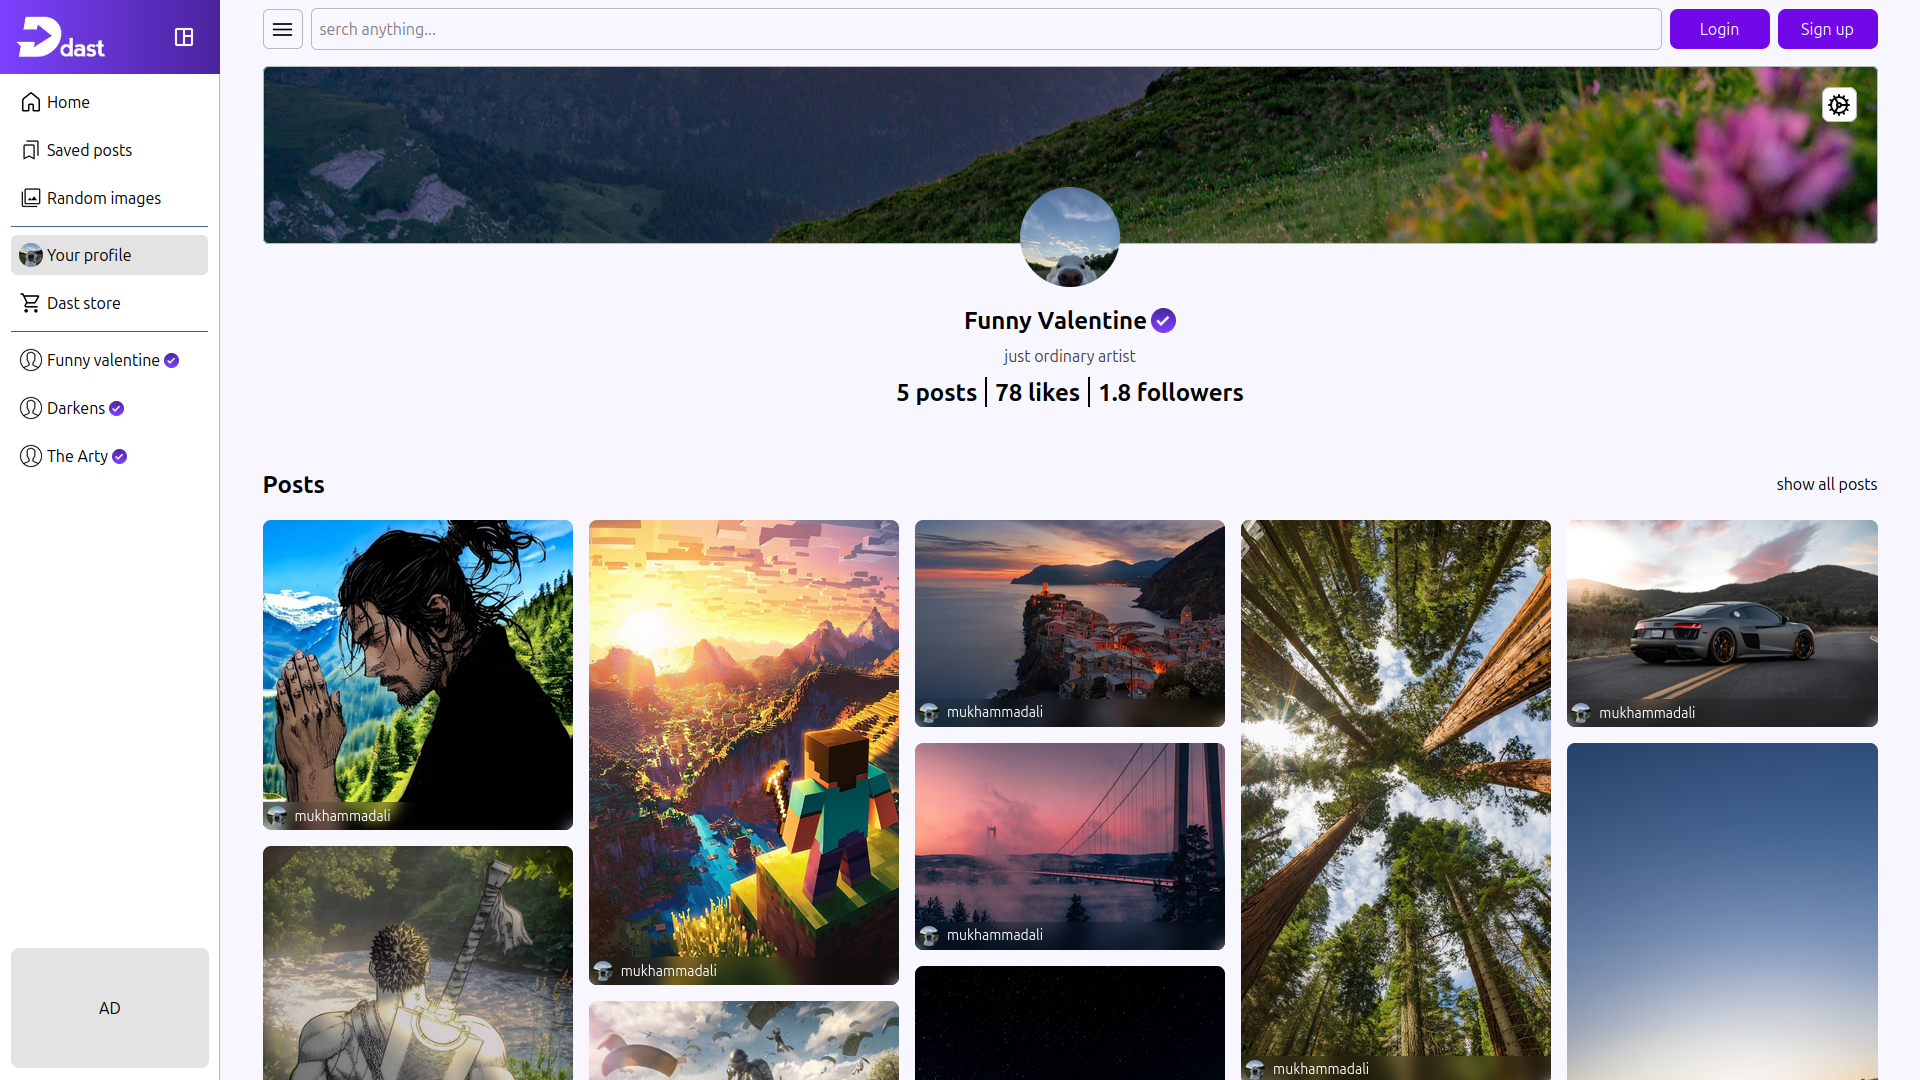 dast
serch anything...
Login
Sign up
Home
Saved posts
Random images
Your profile
Dast store
Funny valentine
Darkens
The Arty
AD
Funny Valentine
just ordinary artist
5 posts
78 likes
1.8 followers
Posts
show all posts
mukhammadali
mukhammadali
mukhammadali
mukhammadali
mukhammadali
mukhammadali